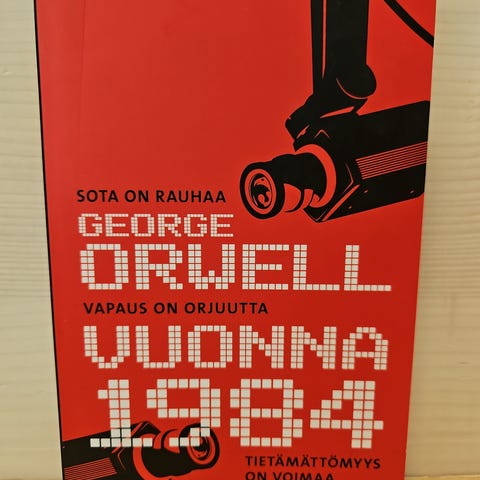 SOTA ON RAUHAA
GEORGE
ORWELL
VAPAUS ON ORJUUTTA
VUONNA
1984
TIETÄMÄTTÖMYYS
ON VOIMAA